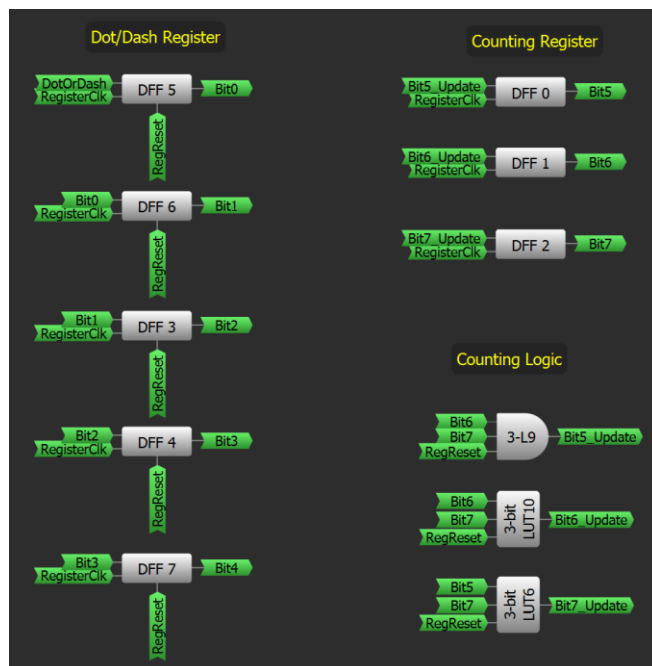 Dot/Dash Register
DotOrDash
RegisterClk
DFF 5
Bit0
RegReset
Bit0
RegisterClk
DFF 6
Bit1
RegReset
Bit1
RegisterClk
DFF 3
Bit2
RegReset
Bit2
RegisterClk
DFF 4
Bit3
RegReset
Bit3
RegisterClk
DFF 7
Bit4
RegReset
Counting Register
Bit5_Update
RegisterClk
DFF 0
Bit5
Bit6_Update
RegisterClk
DFF 1
Bit6
Bit7_Update
RegisterClk
DFF 2
Bit7
Counting Logic
Bit6
Bit7
RegReset
3-L9
Bit5_Update
Bit6
Bit7
RegReset
3-bit
LUT10
Bit6_Update
Bit5
Bit7
RegReset
3-bit
LUT6
Bit7_Update